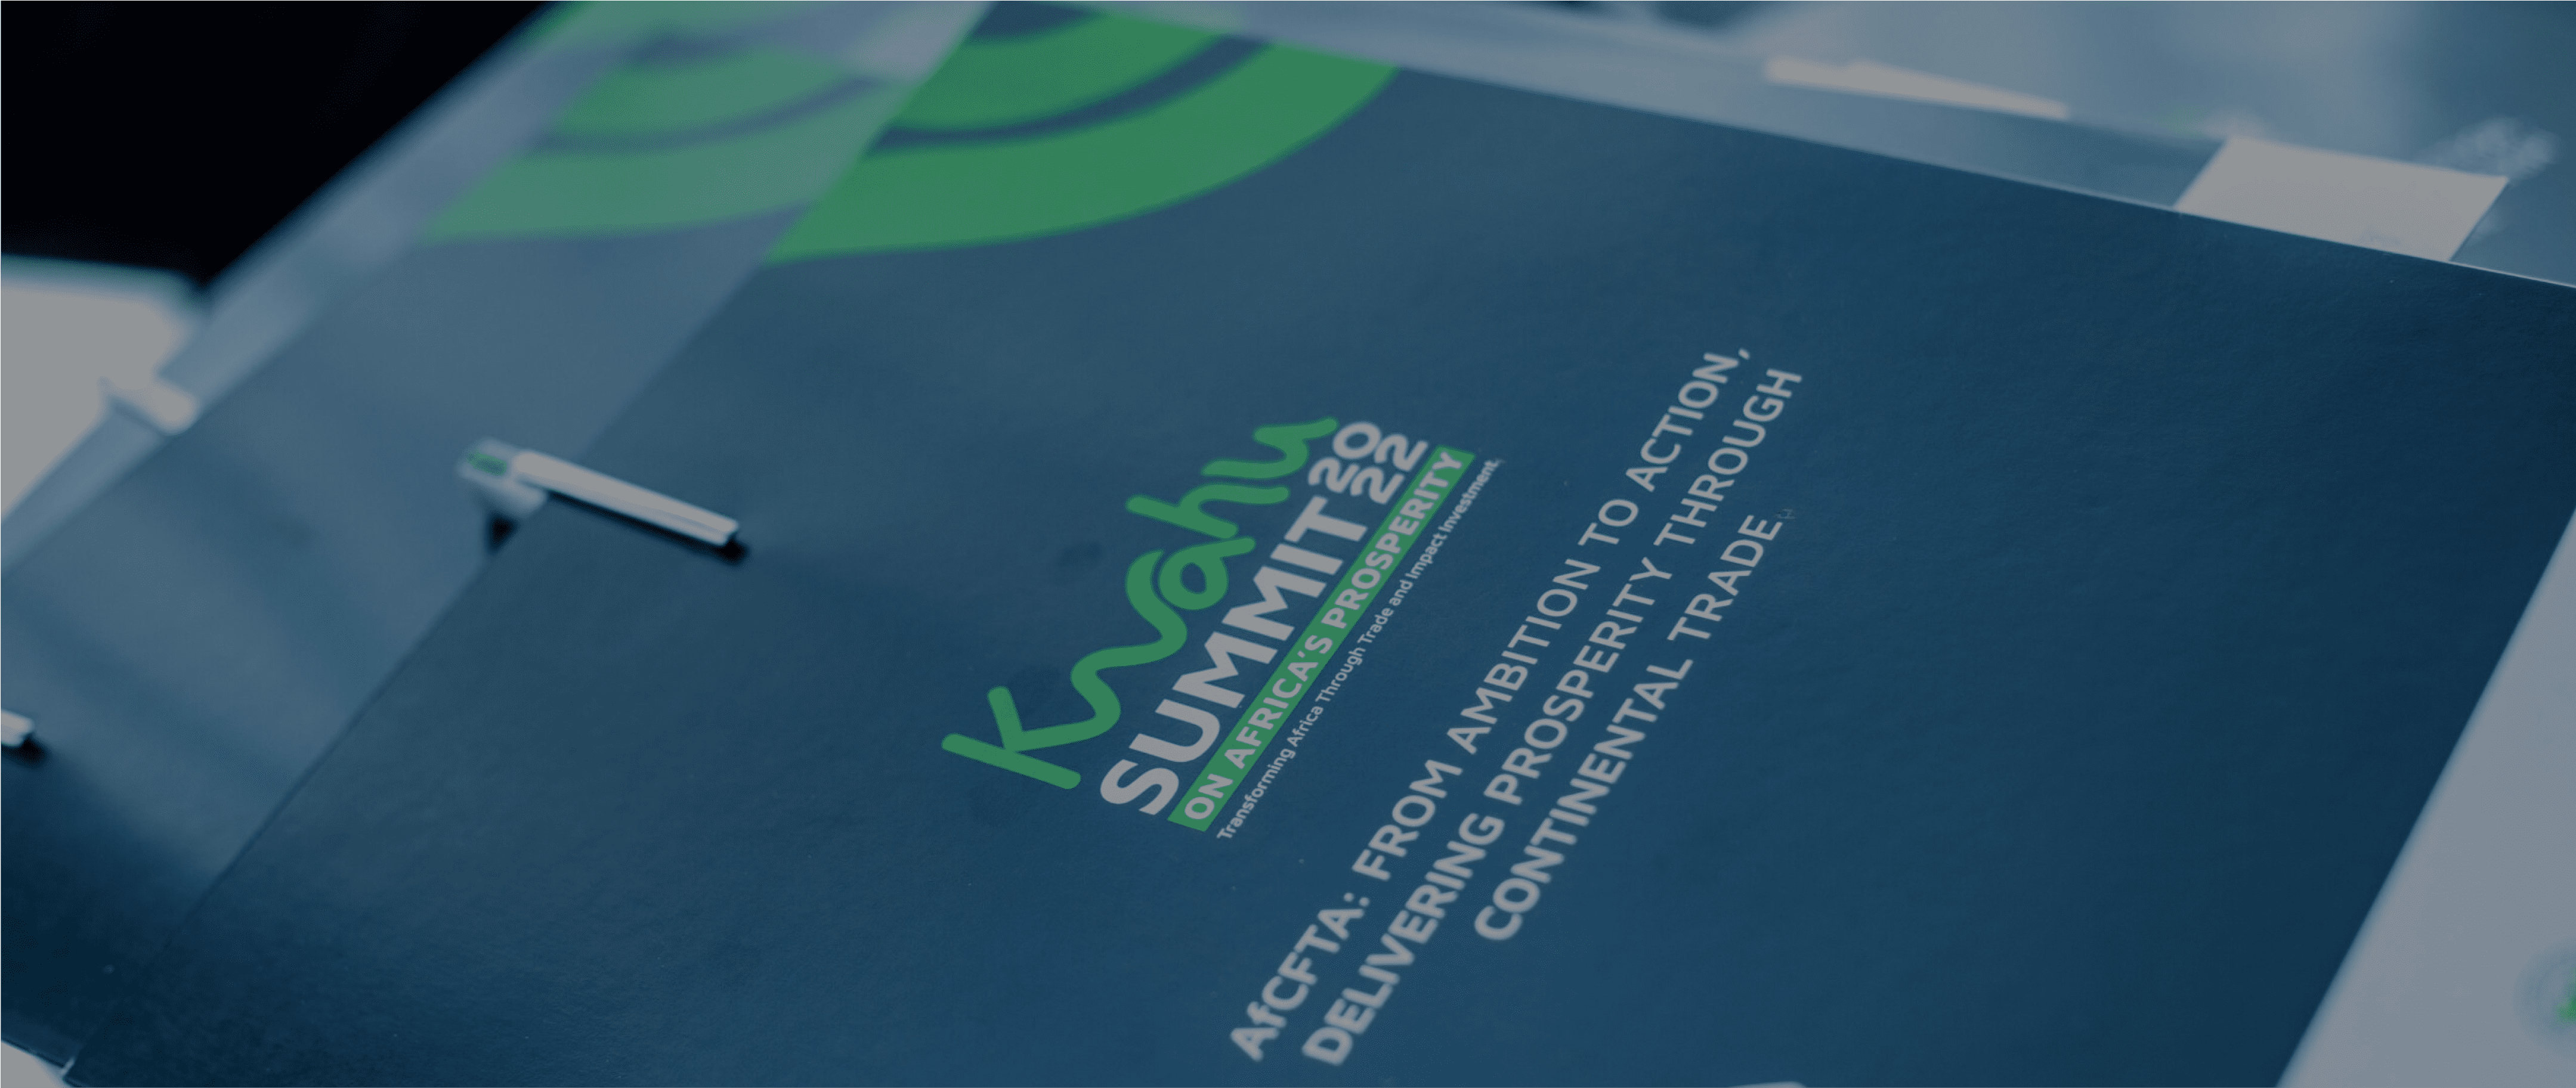 Kwahu
SUMMIT 2022
ON AFRICA'S PROSPERITY
Transforming Africa Through Trade and Impact Investment.
AfCFTA: FROM AMBITION TO ACTION,
DELIVERING PROSPERITY THROUGH
CONTINENTAL TRADE.